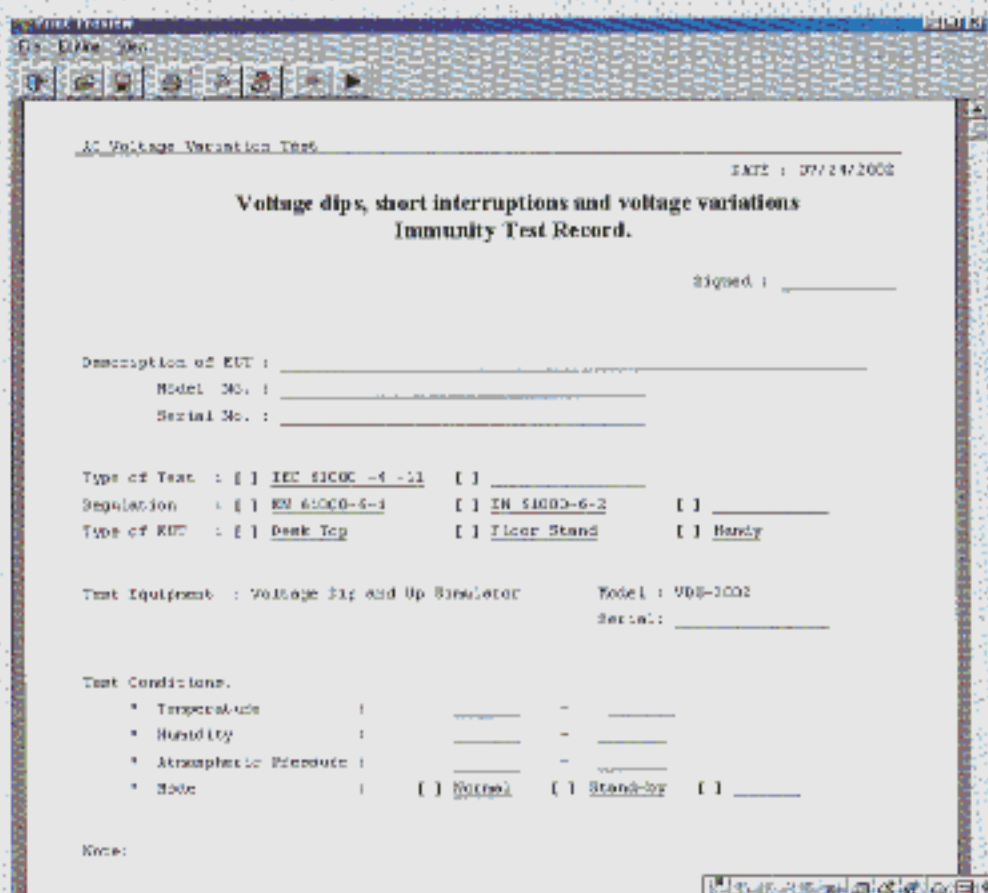 AC Voltage Variation Test
DATE : 07/24/2002
Voltage dips, short interruptions and voltage variations
Immunity Test Record.
Signed :
Description of EUT :
Model No. :
Serial No. :
Type of Test : [ ] IEC 61000 -4 -11 [ ]
Regulation : [ ] EN 61000-6-1 [ ] EN 61000-6-2 [ ]
Type of EUT : [ ] Desk Top [ ] Floor Stand [ ] Handy
Test Equipment : Voltage Dip and Up Simulator Model : VDS-2002
Serial:
Test Conditions.
* Temperature : -
* Humidity : -
* Atmospheric Pressure : -
* Mode : [ ] Normal [ ] Stand-by [ ]
Note: